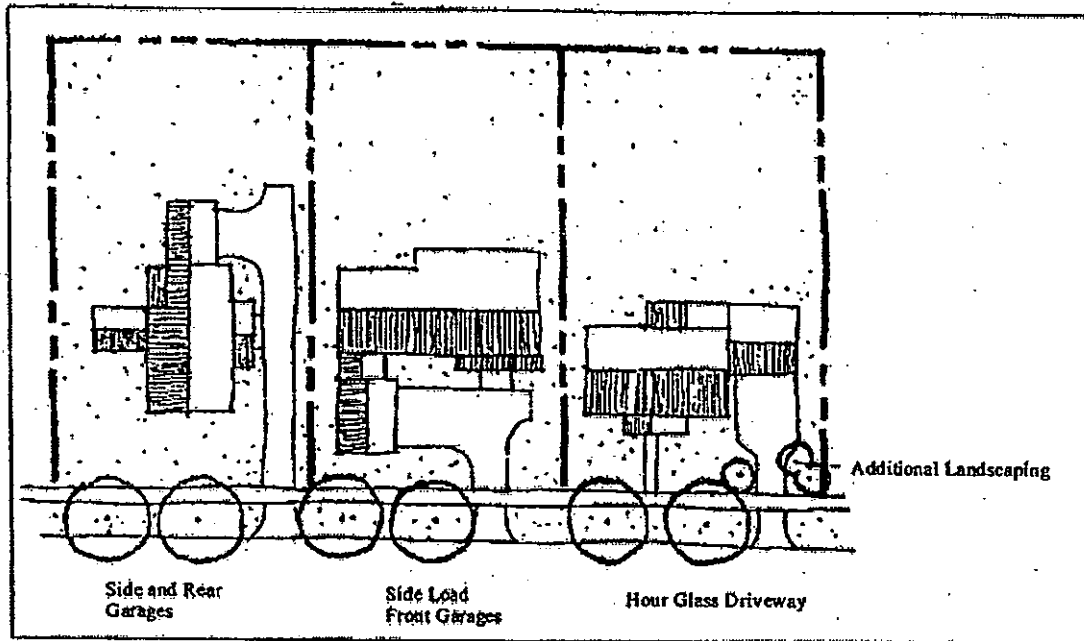 Additional Landscaping
Side and Rear
Garages
Side Load
Front Garages
Hour Glass Driveway